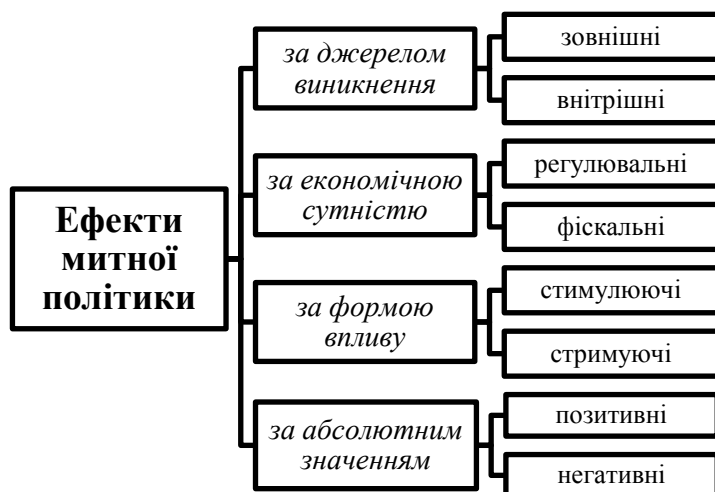 Ефекти
митної
політики
за джерелом
виникнення
зовнішні
внітрішні
за економічною
сутністю
регулювальні
фіскальні
за формою
впливу
стимулюючі
стримуючі
за абсолютним
значенням
позитивні
негативні